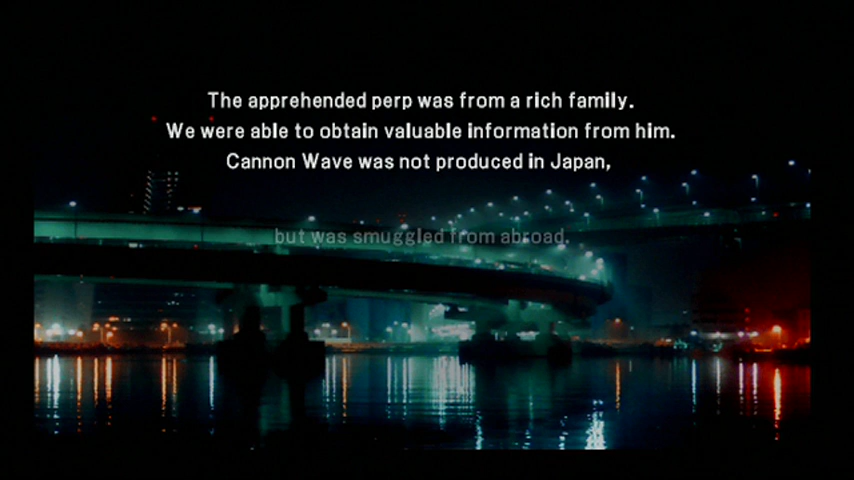 The apprehended perp was from a rich family.
We were able to obtain valuable information from him.
Cannon Wave was not produced in Japan,
but was smuggled from abroad.